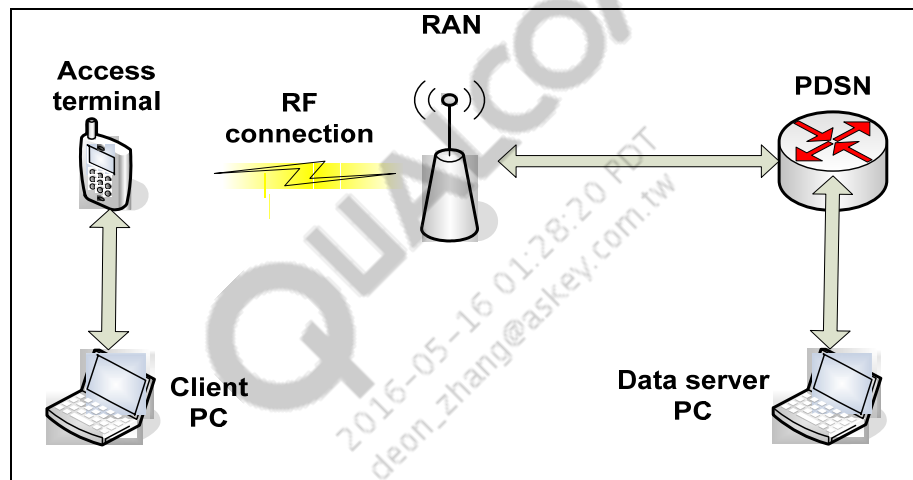 RAN
Access
terminal
RF
connection
PDSN
Client
PC
Data server
PC
QUALCO
2016-05-16 01:28:20 PDT
deon_zhang@askey.com.tw